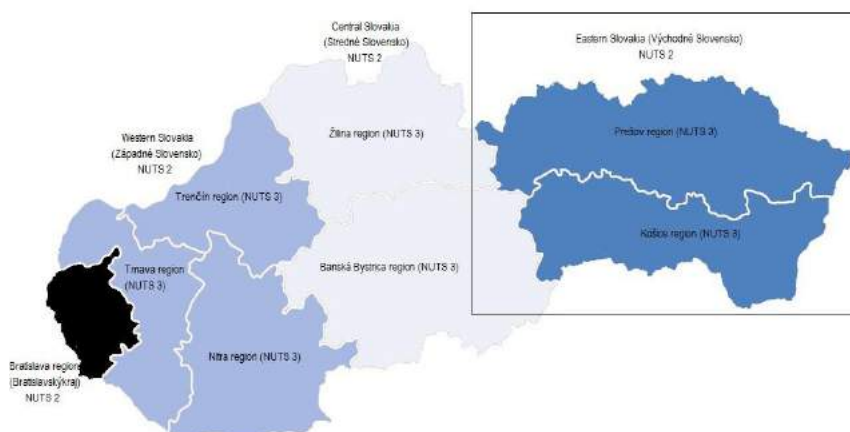 Central Slovakia
(Stredné Slovensko)
NUTS 2
Eastern Slovakia (Východné Slovensko)
NUTS 2
Western Slovakia
(Západné Slovensko)
NUTS 2
Žilina region (NUTS 3)
Prešov region (NUTS 3)
Trenčín region (NUTS 3)
Košice region (NUTS 3)
Banská Bystrica region (NUTS 3)
Trnava region
(NUTS 3)
Nitra region (NUTS 3)
Bratislava region
(Bratislavskýkraj)
NUTS 2